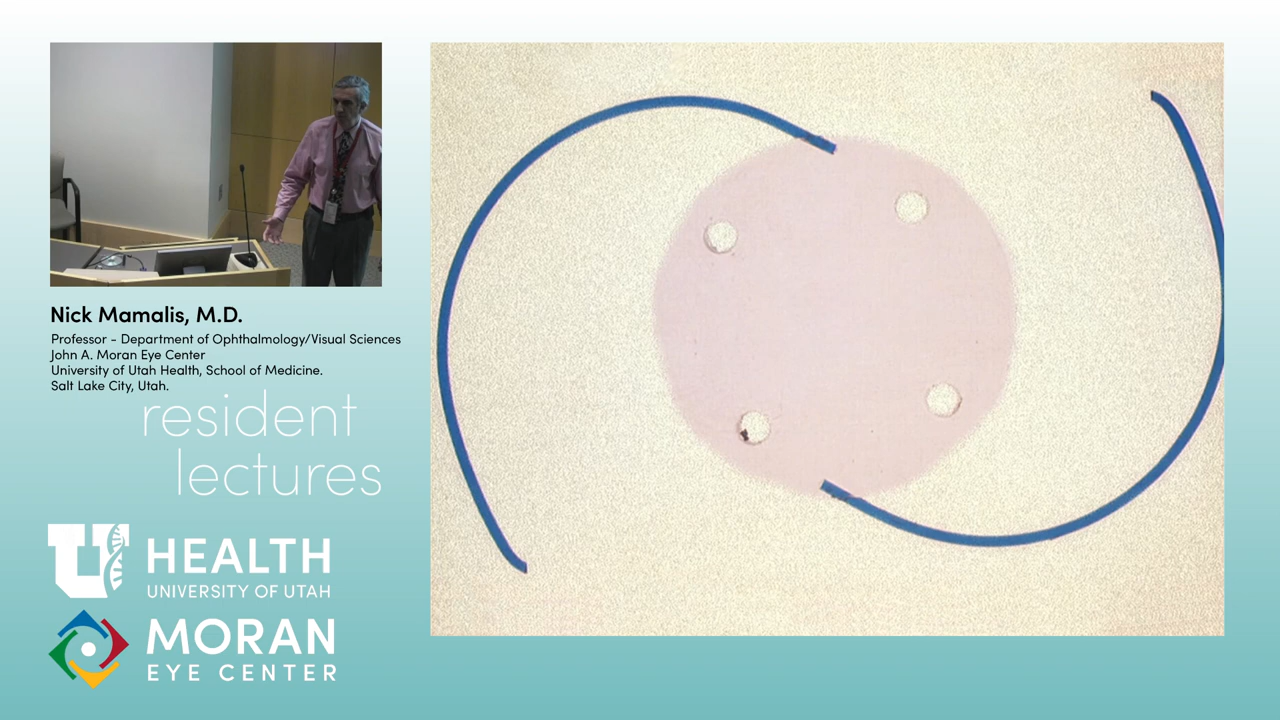 Nick Mamalis, M.D.
Professor - Department of Ophthalmology/Visual Sciences
John A. Moran Eye Center
University of Utah Health, School of Medicine.
Salt Lake City, Utah.
resident
lectures
U HEALTH
UNIVERSITY OF UTAH
MORAN
EYE CENTER